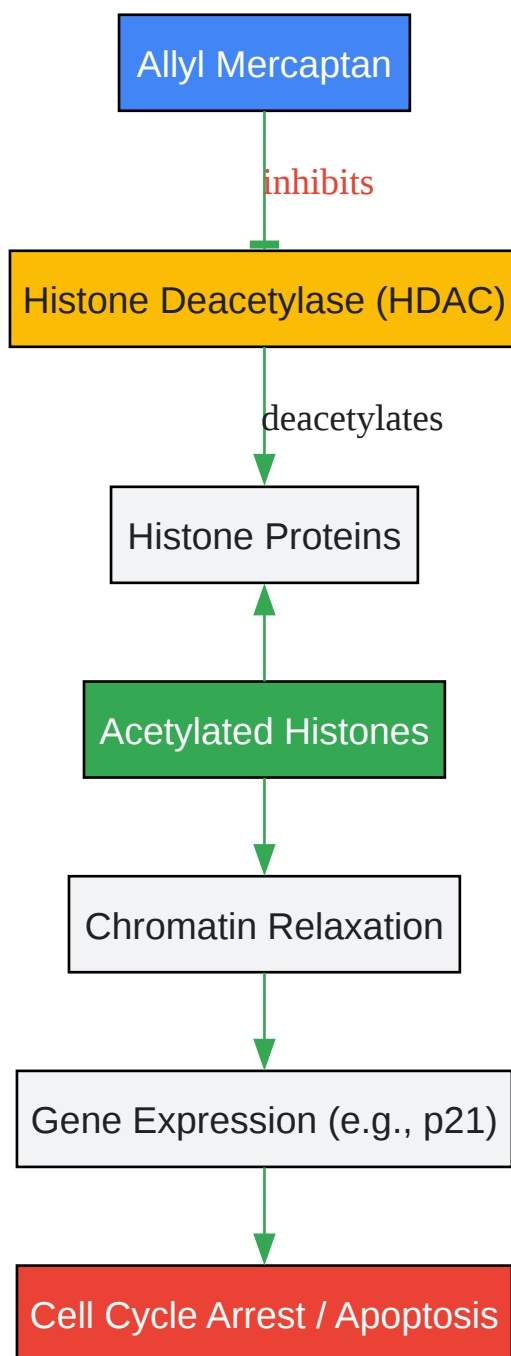 Allyl Mercaptan
inhibits
Histone Deacetylase (HDAC)
deacetylates
Histone Proteins
Acetylated Histones
Chromatin Relaxation
Gene Expression (e.g., p21)
Cell Cycle Arrest / Apoptosis